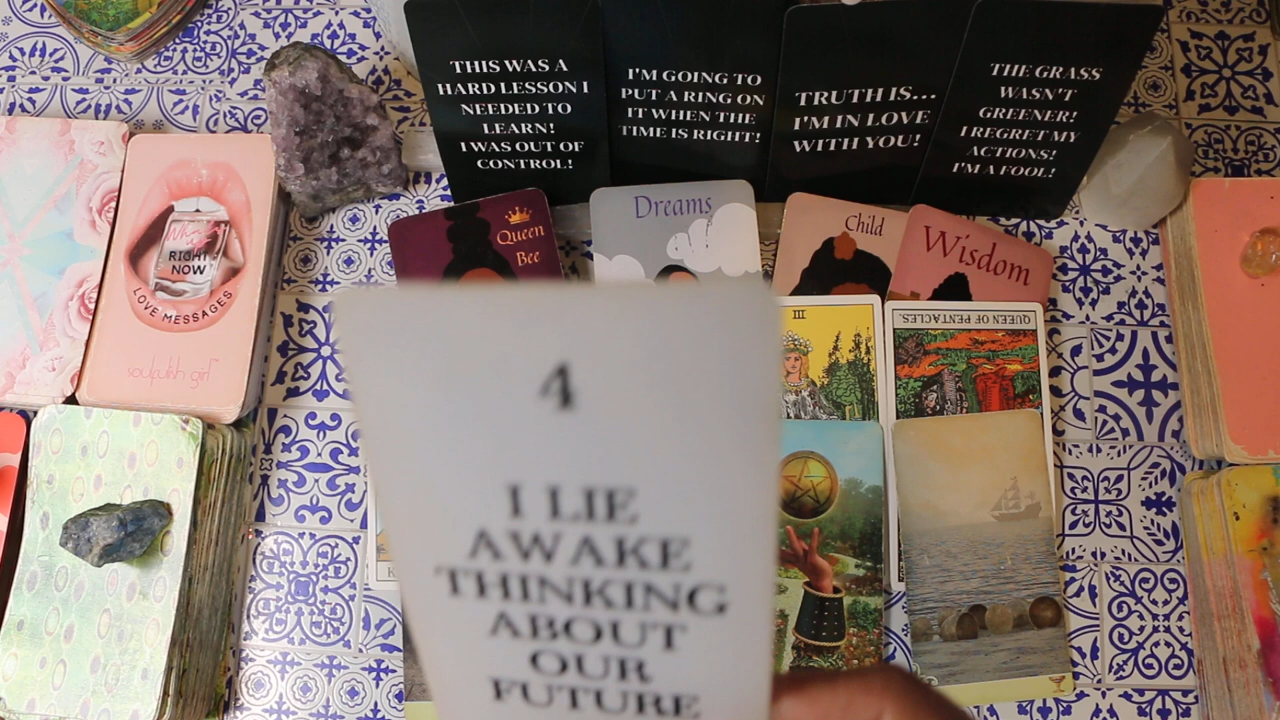 THIS WAS A
HARD LESSON I
NEEDED TO
LEARN!
I WAS OUT OF
CONTROL!
I'M GOING TO
PUT A RING ON
IT WHEN THE
TIME IS RIGHT!
TRUTH IS...
I'M IN LOVE
WITH YOU!
THE GRASS
WASN'T
GREENER!
I REGRET MY
ACTIONS!
I'M A FOOL!
Queen
Bee
Dreams
Child
Wisdom
RIGHT
NOW
LOVE MESSAGES
soulpush girl
III
QUEEN OF PENTACLES.
4
I LIE
AWAKE
THINKING
ABOUT
OUR
FUTURE